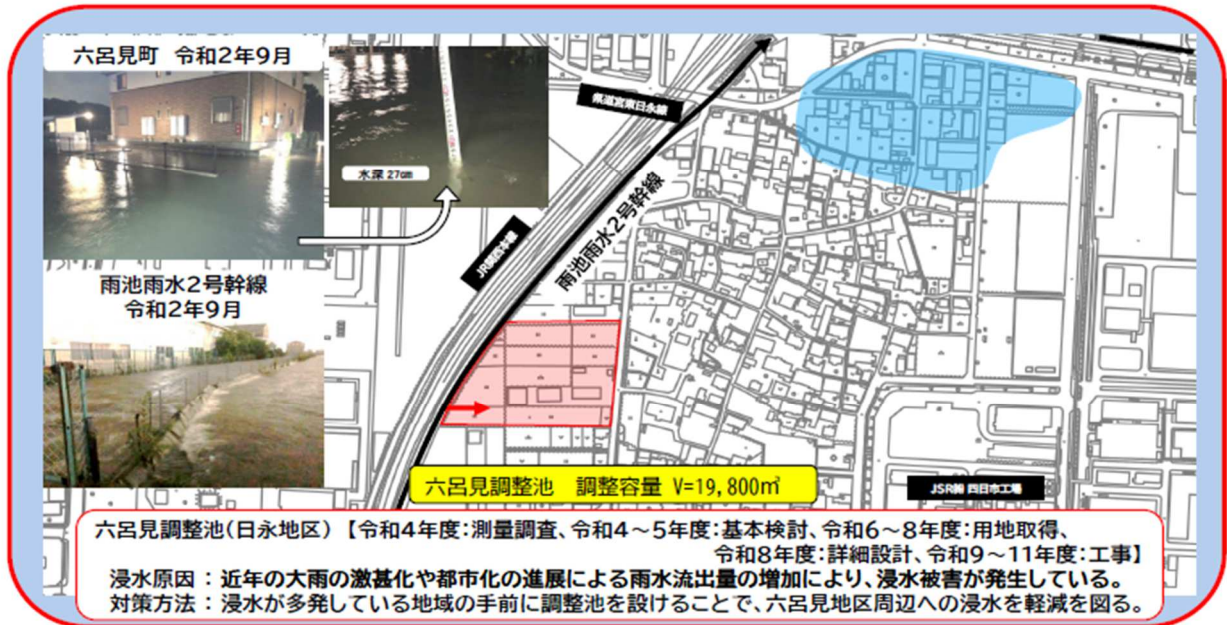 六呂見町 令和2年9月
水深27cm
雨池雨水2号幹線
令和2年9月
県道宮東日永線
JR関西本線
雨池雨水2号幹線
六呂見調整池 調整容量 V=19,800㎥
JSR㈱ 四日市工場
六呂見調整池(日永地区)【令和4年度:測量調査、令和4～5年度:基本検討、令和6～8年度:用地取得、
令和8年度:詳細設計、令和9～11年度:工事】
浸水原因 : 近年の大雨の激甚化や都市化の進展による雨水流出量の増加により、浸水被害が発生している。
対策方法 : 浸水が多発している地域の手前に調整池を設けることで、六呂見地区周辺への浸水を軽減を図る。